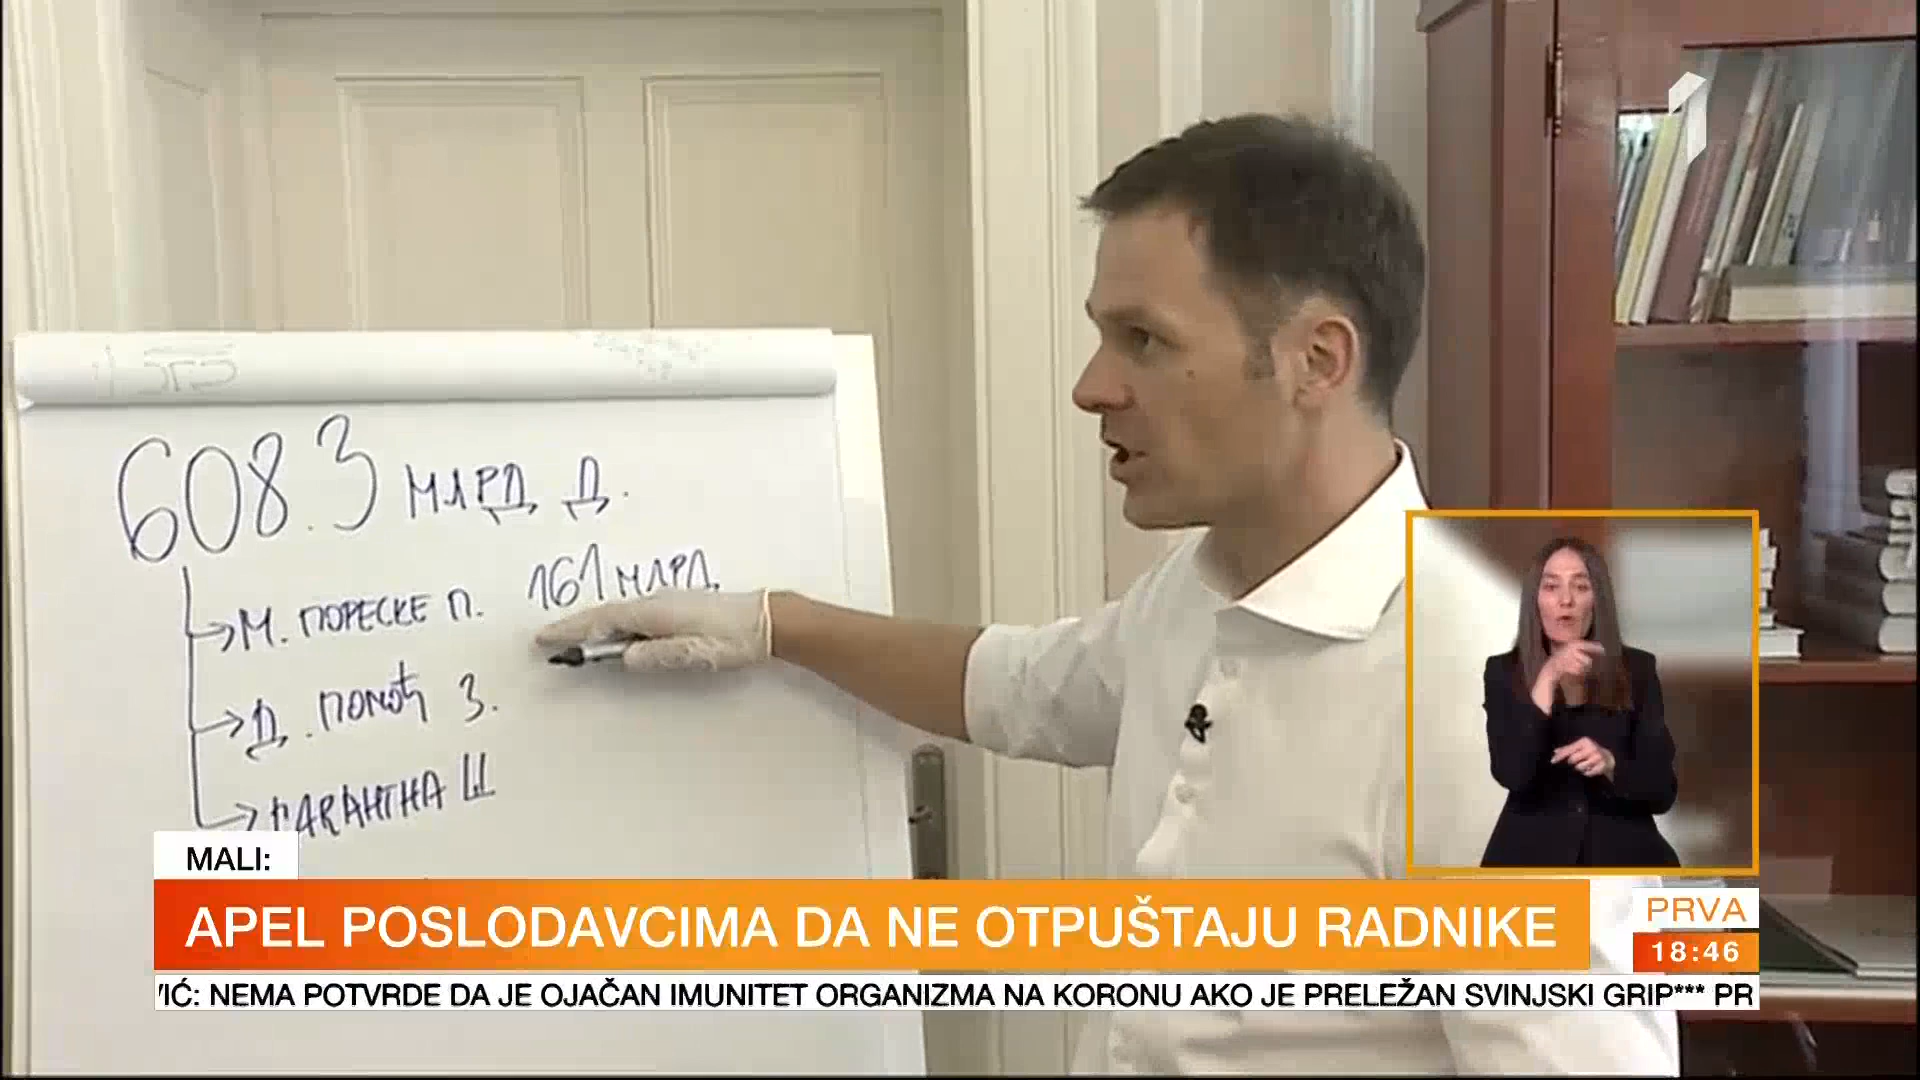 608.3 МЛРД Д.
М. ПОРЕСКЕ П. 161 МЛРД.
Д. ПОМОЋ З.
ГАРАНТНА Ш
MALI:
APEL POSLODAVCIMA DA NE OTPUŠTAJU RADNIKE
PRVA
18:46
IĆ: NEMA POTVRDE DA JE OJAČAN IMUNITET ORGANIZMA NA KORONU AKO JE PRELEŽAN SVINJSKI GRIP*** PR